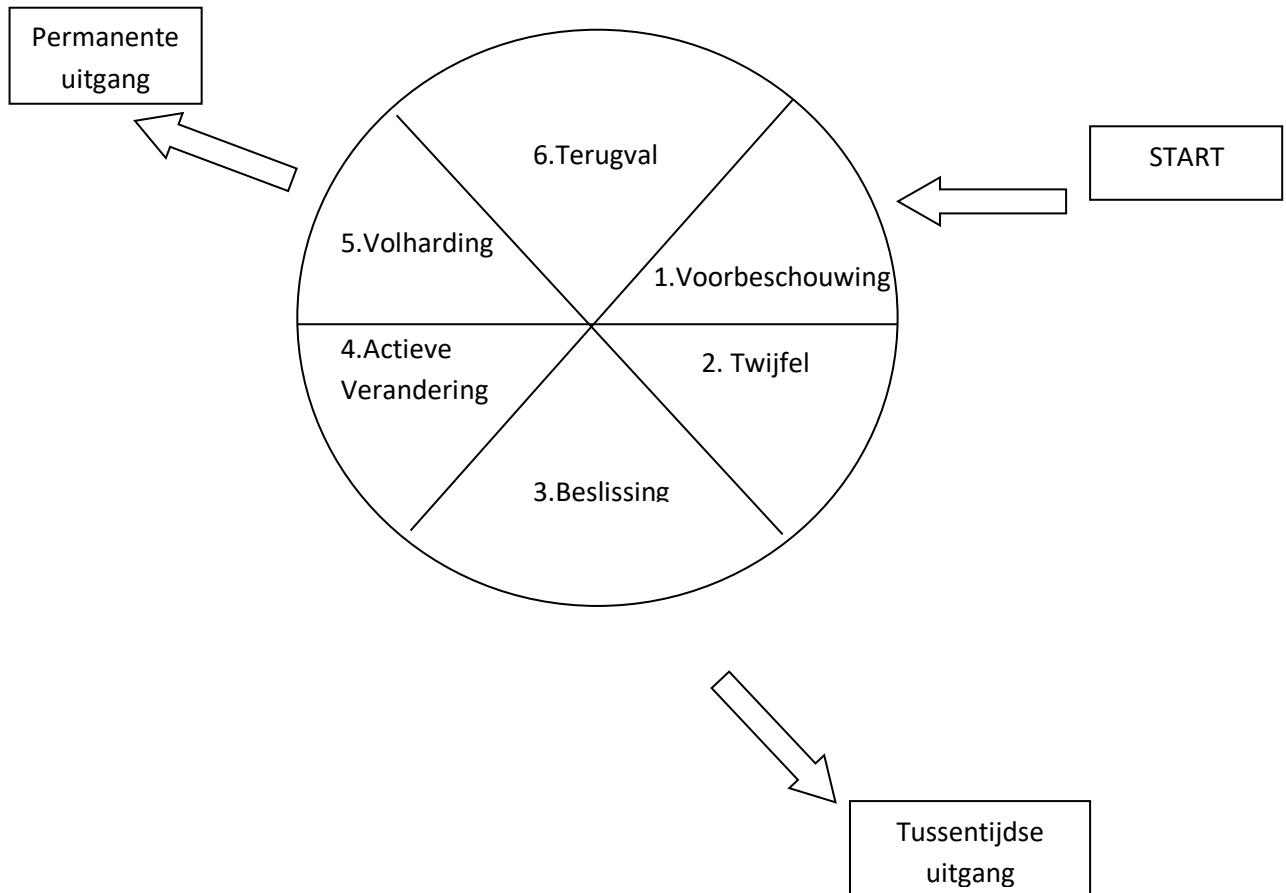 Permanente
uitgang
START
6.Terugval
5.Volharding
1.Voorbeschouwing
4.Actieve
Verandering
2. Twijfel
3.Beslissing
Tussentijdse
uitgang